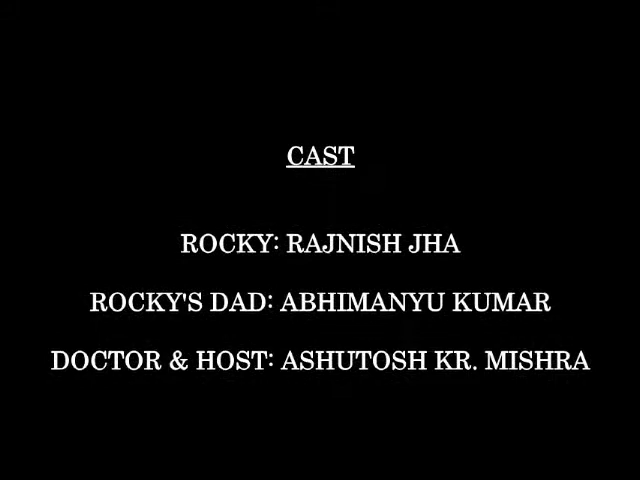 CAST
ROCKY: RAJNISH JHA
ROCKY'S DAD: ABHIMANYU KUMAR
DOCTOR & HOST: ASHUTOSH KR. MISHRA